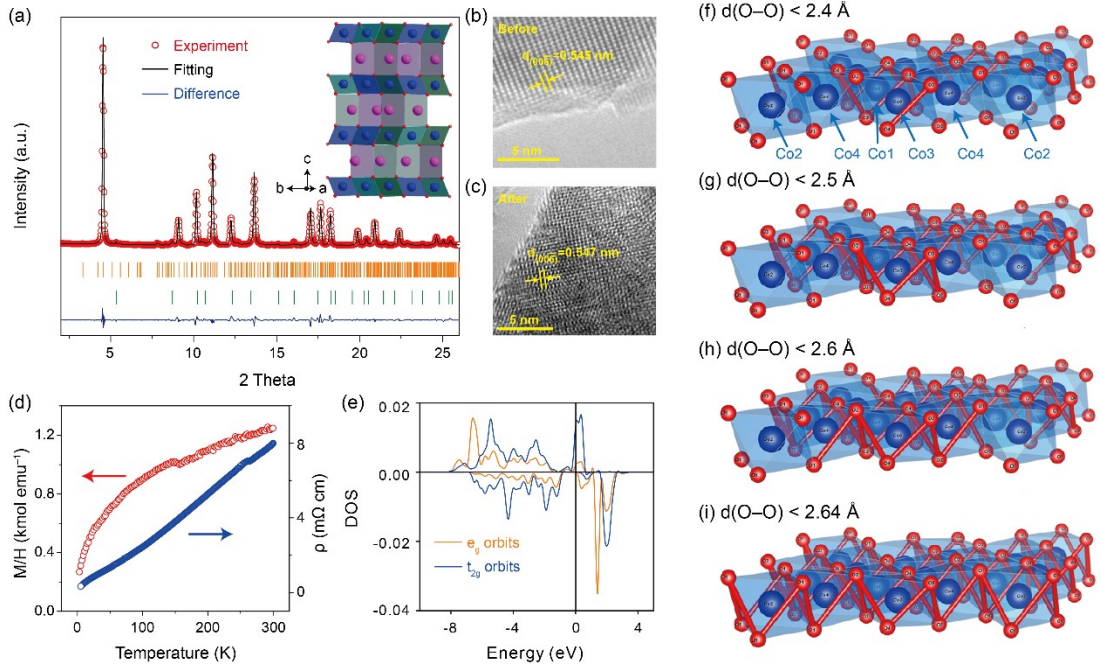 (a)
Experiment
Fitting
Difference
c
b
a
Intensity (a.u.)
5 10 15 20 25
2 Theta
(b)
Before
d(006)=0.545 nm
5 nm
(c)
After
d(006)=0.547 nm
5 nm
(d)
M/H (kmol emu⁻¹)
1.2
0.8
0.4
0.0
8
4
0
ρ (mΩ cm)
0 100 200 300
Temperature (K)
(e)
DOS
0.02
0.00
-0.02
-0.04
eg orbits
t2g orbits
-8 -4 0 4
Energy (eV)
(f) d(O–O) < 2.4 Å
Co2 Co4 Co1 Co3 Co4 Co2
(g) d(O–O) < 2.5 Å
(h) d(O–O) < 2.6 Å
(i) d(O–O) < 2.64 Å